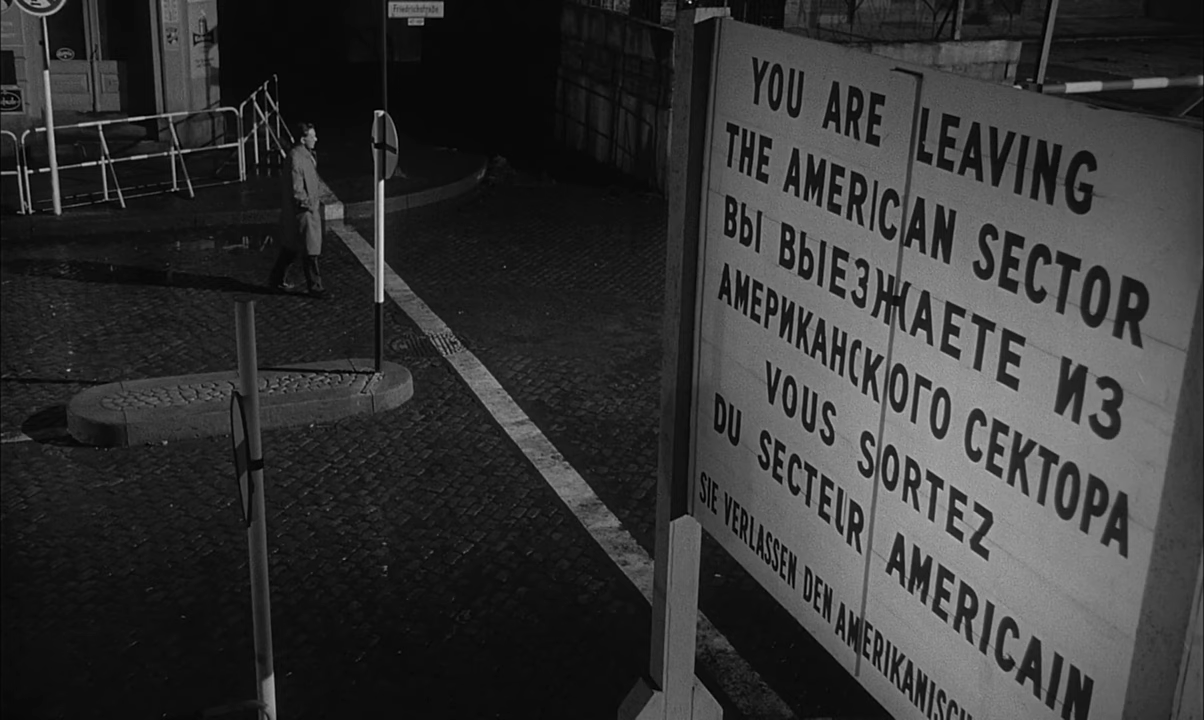 Friedrichstraße
YOU ARE LEAVING
THE AMERICAN SECTOR
ВЫ ВЫЕЗЖАЕТЕ ИЗ
АМЕРИКАНСКОГО СЕКТОРА
VOUS SORTEZ
DU SECTEUR AMERICAIN
SIE VERLASSEN DEN AMERIKANISCH